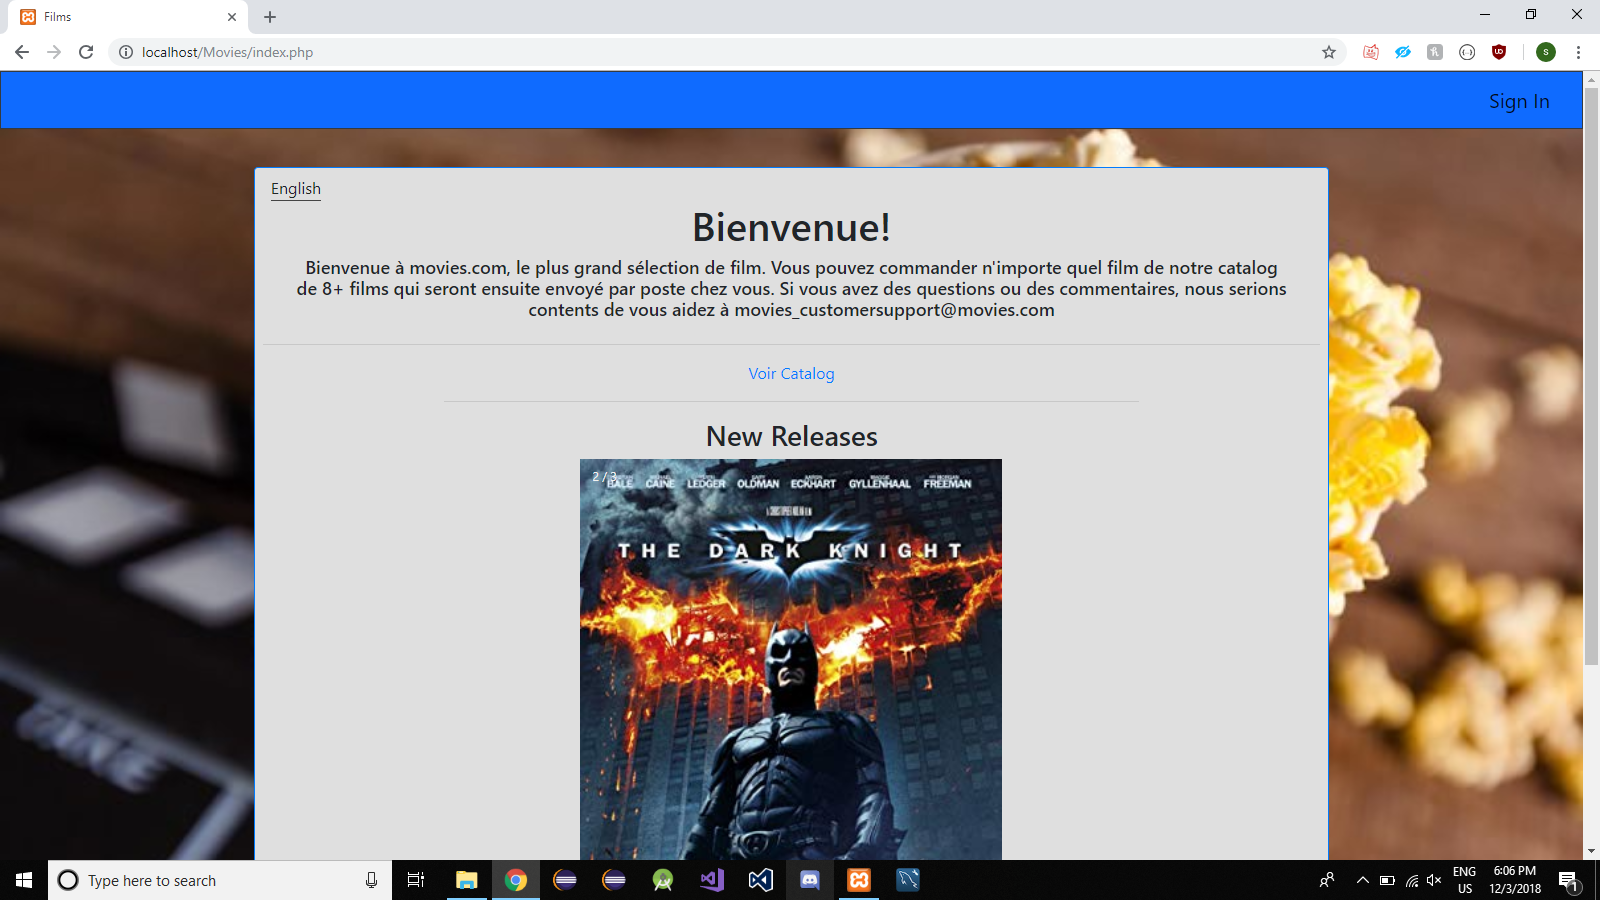 Films
localhost/Movies/index.php
Sign In
English
Bienvenue!
Bienvenue à movies.com, le plus grand sélection de film. Vous pouvez commander n'importe quel film de notre catalog
de 8+ films qui seront ensuite envoyé par poste chez vous. Si vous avez des questions ou des commentaires, nous serions
contents de vous aidez à movies_customersupport@movies.com
Voir Catalog
New Releases
2 / 3
BALE CAINE LEDGER OLDMAN ECKHART GYLLENHAAL FREEMAN
THE DARK KNIGHT
Type here to search
ENG
US
6:06 PM
12/3/2018
1